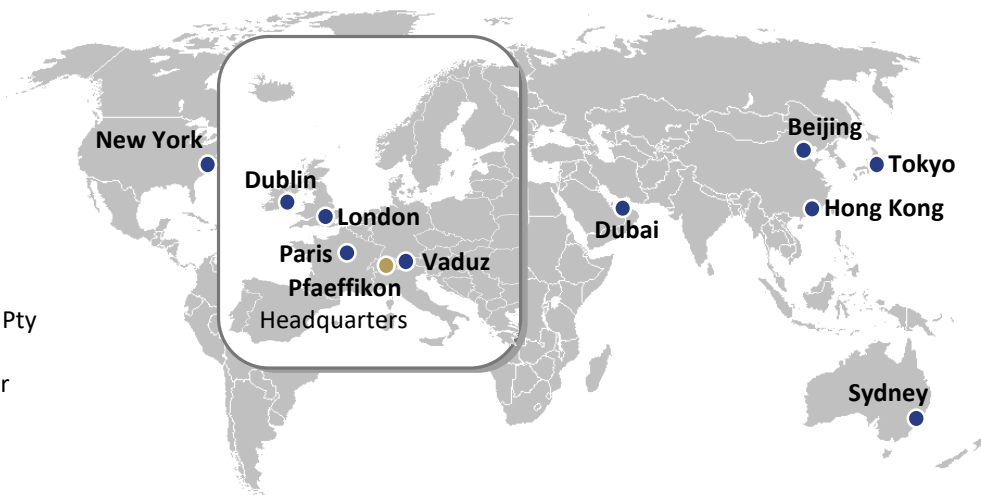 New York
Dublin
London
Paris
Vaduz
Pfaeffikon
Headquarters
Beijing
Tokyo
Hong Kong
Dubai
Sydney
Pty
r